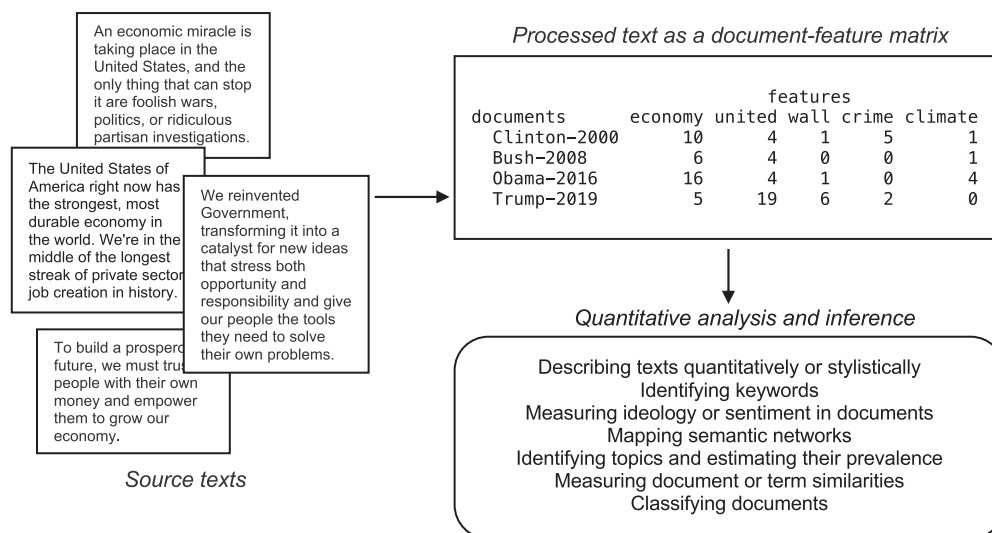 An economic miracle is
taking place in the
United States, and the
only thing that can stop
it are foolish wars,
politics, or ridiculous
partisan investigations.
The United States of
America right now has
the strongest, most
durable economy in
the world. We're in the
middle of the longest
streak of private sector
job creation in history.
We reinvented
Government,
transforming it into a
catalyst for new ideas
that stress both
opportunity and
responsibility and give
our people the tools
they need to solve
their own problems.
To build a
future, we must
people with their own
money and empower
them to grow our
economy.
Source texts
Processed text as a document-feature matrix
features
documents economy united wall crime climate
Clinton-2000 10 4 1 5 1
Bush-2008 6 4 0 0 1
Obama-2016 16 4 1 0 4
Trump-2019 5 19 6 2 0
Quantitative analysis and inference
Describing texts quantitatively or stylistically
Identifying keywords
Measuring ideology or sentiment in documents
Mapping semantic networks
Identifying topics and estimating their prevalence
Measuring document or term similarities
Classifying documents